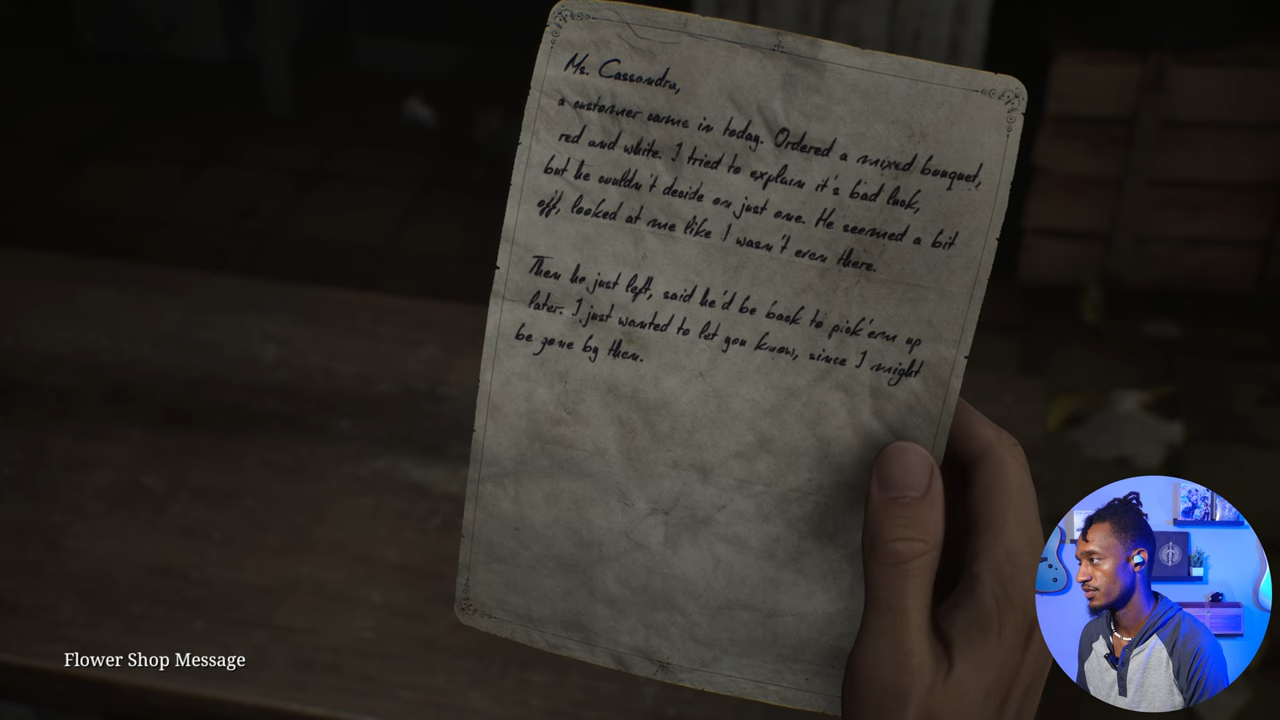 Ms. Cassandra,
a customer came in today. Ordered a mixed bouquet,
red and white. I tried to explain it's bad luck,
but he couldn't decide on just one. He seemed a bit
off, looked at me like I wasn't even there.
Then he just left, said he'd be back to pick'em up
later. I just wanted to let you know, since I might
be gone by then.
Flower Shop Message